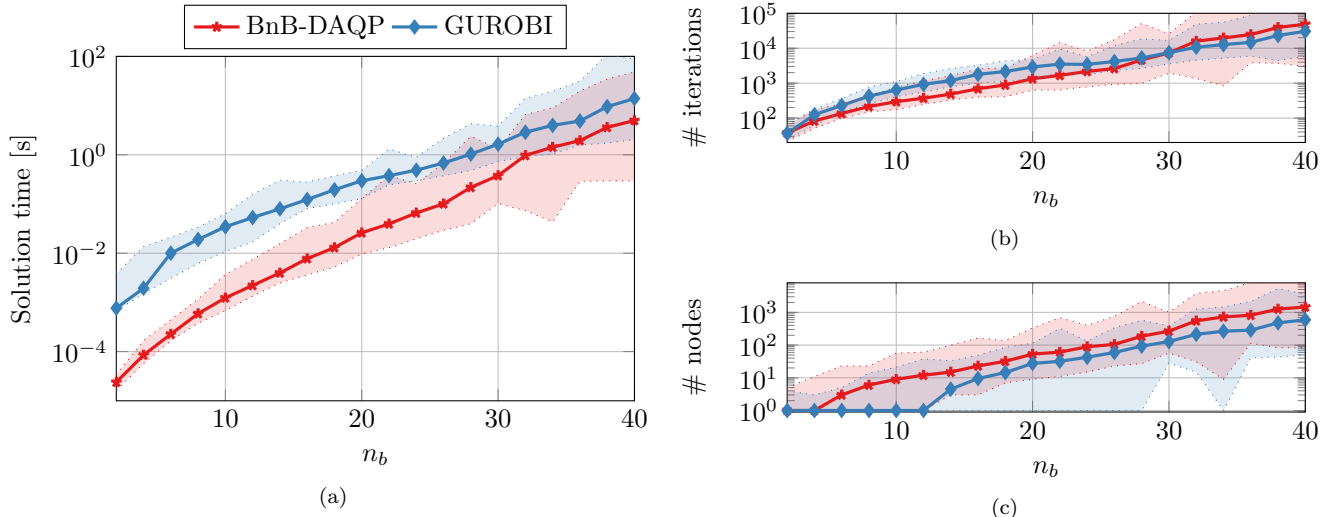 BnB-DAQP GUROBI
10^2
10^0
10^−2
10^−4
Solution time [s]
10 20 30 40
n_b
(a)
10^5
10^4
10^3
10^2
# iterations
10 20 30 40
n_b
(b)
10^3
10^2
10^1
10^0
# nodes
10 20 30 40
n_b
(c)